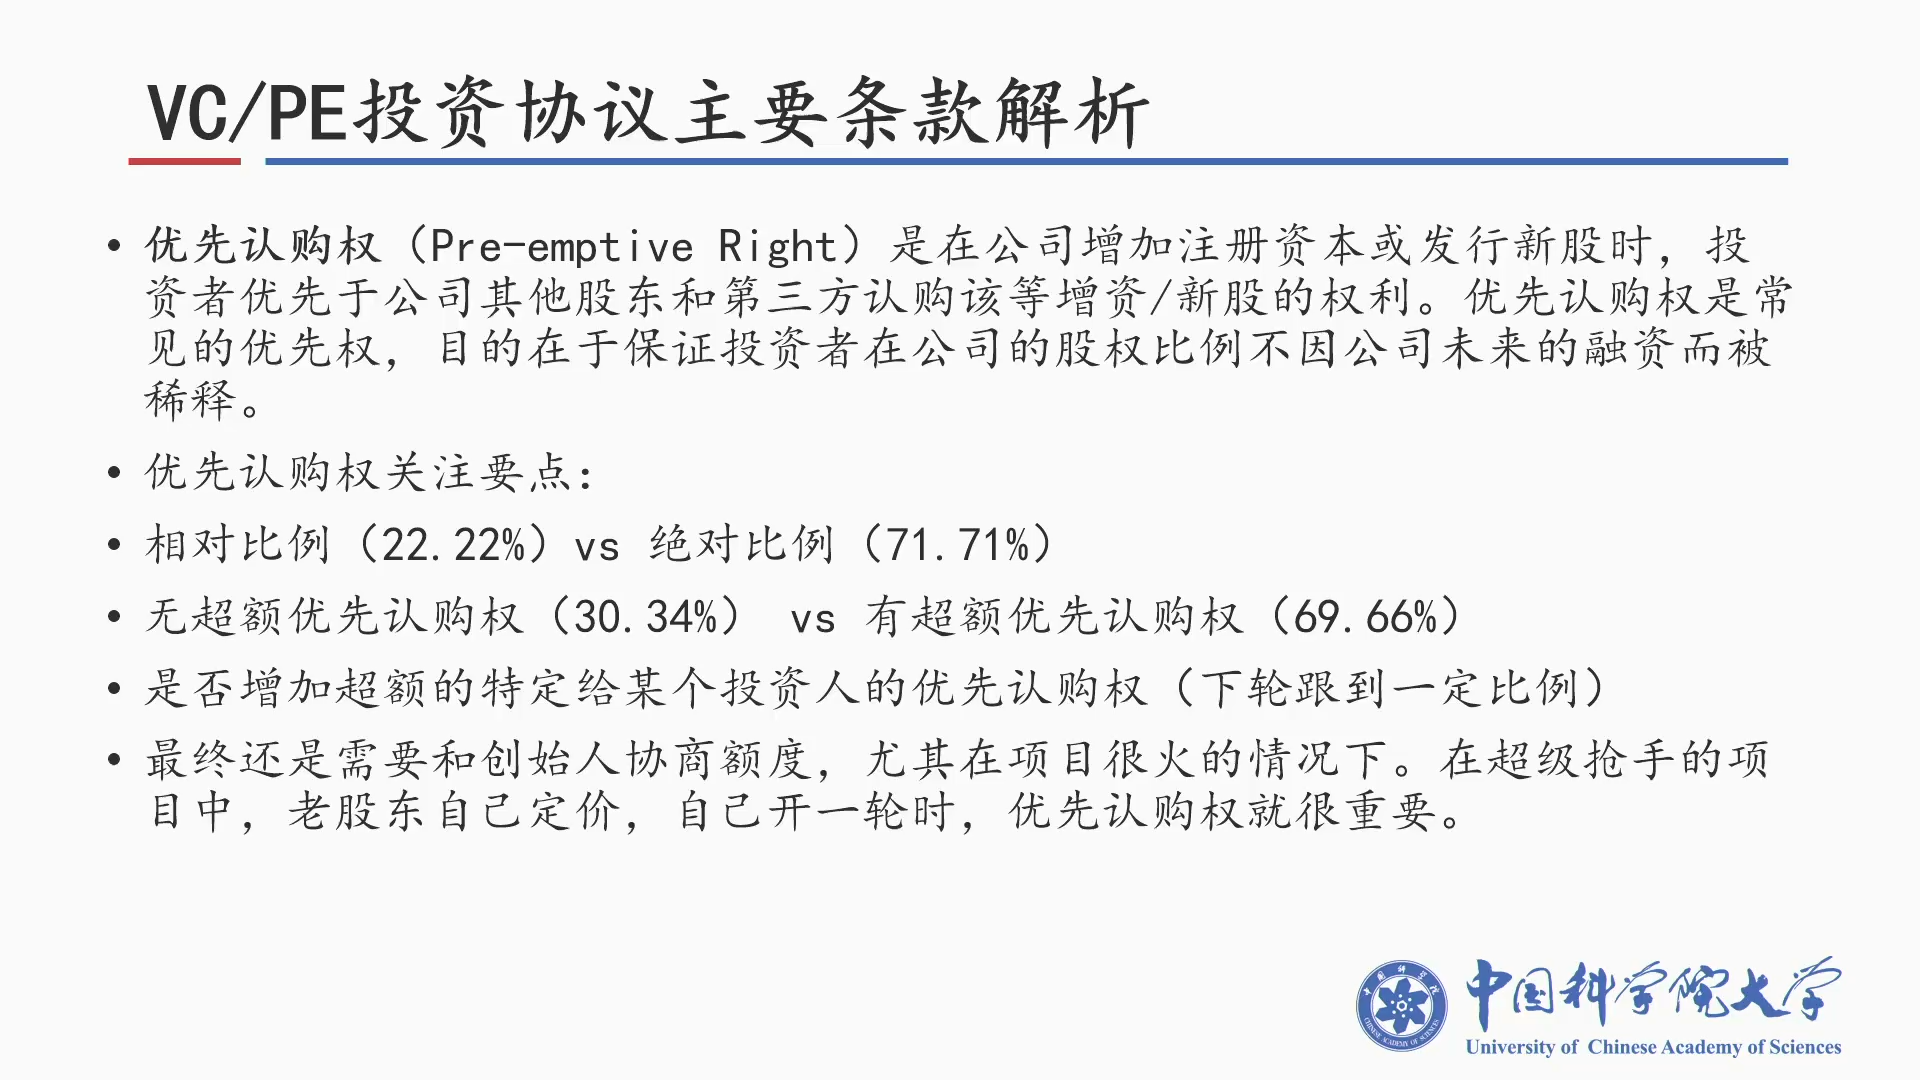 VC/PE投资协议主要条款解析
• 优先认购权（Pre-emptive Right）是在公司增加注册资本或发行新股时，投
资者优先于公司其他股东和第三方认购该等增资/新股的权利。优先认购权是常
见的优先权，目的在于保证投资者在公司的股权比例不因公司未来的融资而被
稀释。
• 优先认购权关注要点：
• 相对比例（22.22%）vs 绝对比例（71.71%）
• 无超额优先认购权（30.34%） vs 有超额优先认购权（69.66%）
• 是否增加超额的特定给某个投资人的优先认购权（下轮跟到一定比例）
• 最终还是需要和创始人协商额度，尤其在项目很火的情况下。在超级抢手的项
目中，老股东自己定价，自己开一轮时，优先认购权就很重要。
中国科学院
CHINESE ACADEMY OF SCIENCES
中国科学院大学
University of Chinese Academy of Sciences